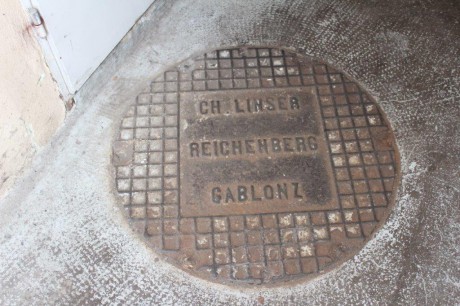 CH. LINSER
REICHENBERG
GABLONZ